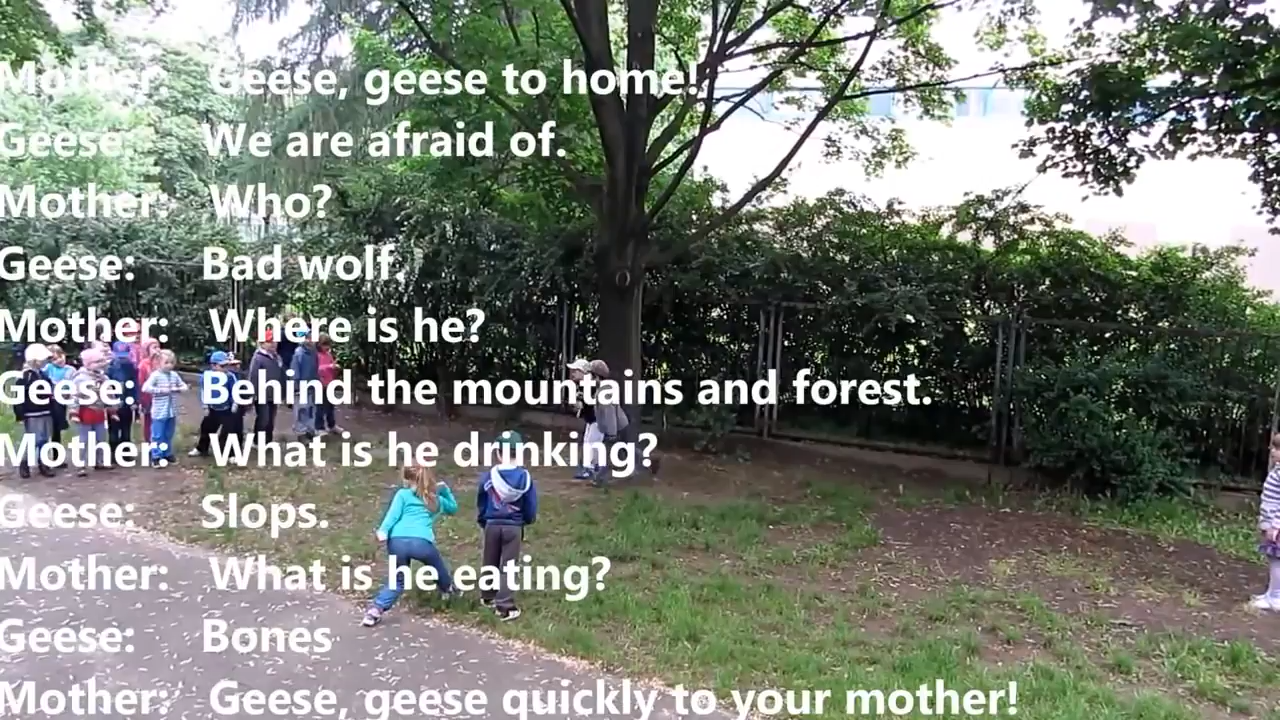 Mother: Geese, geese to home!
Geese: We are afraid of.
Mother: Who?
Geese: Bad wolf.
Mother: Where is he?
Geese: Behind the mountains and forest.
Mother: What is he drinking?
Geese: Slops.
Mother: What is he eating?
Geese: Bones
Mother: Geese, geese quickly to your mother!